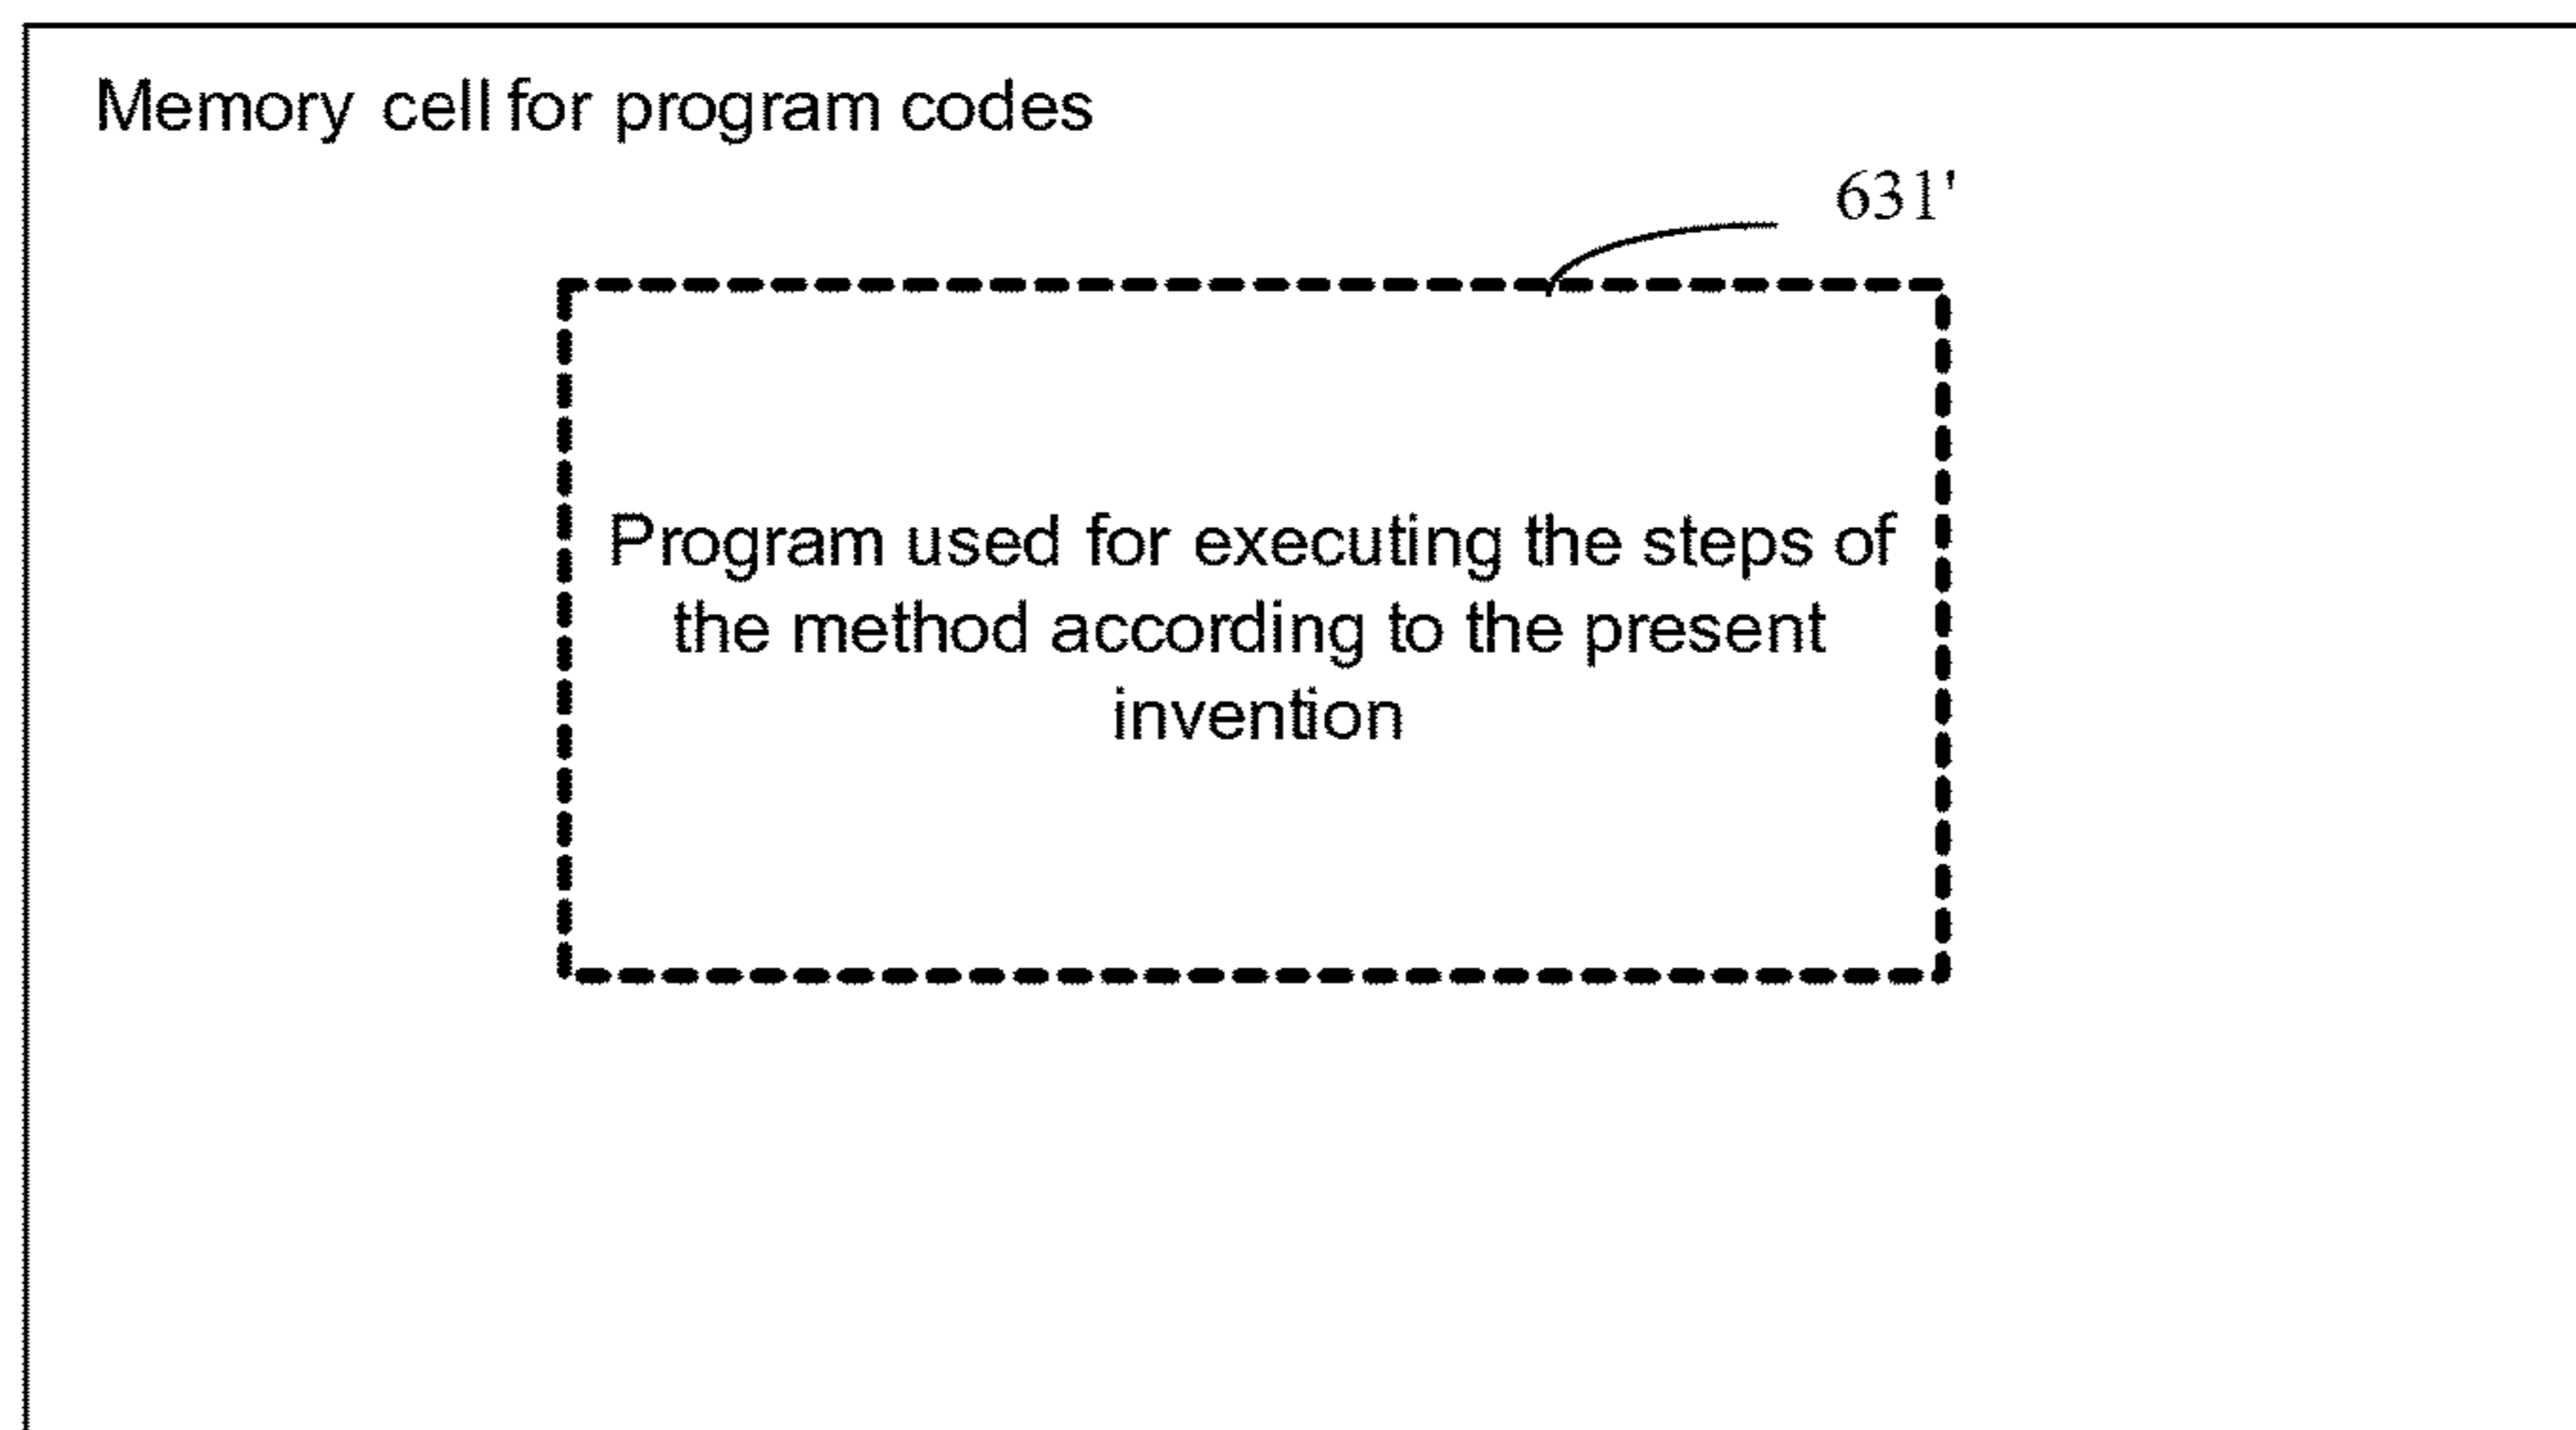 Memory cell for program codes
631'
Program used for executing the steps of
the method according to the present
invention